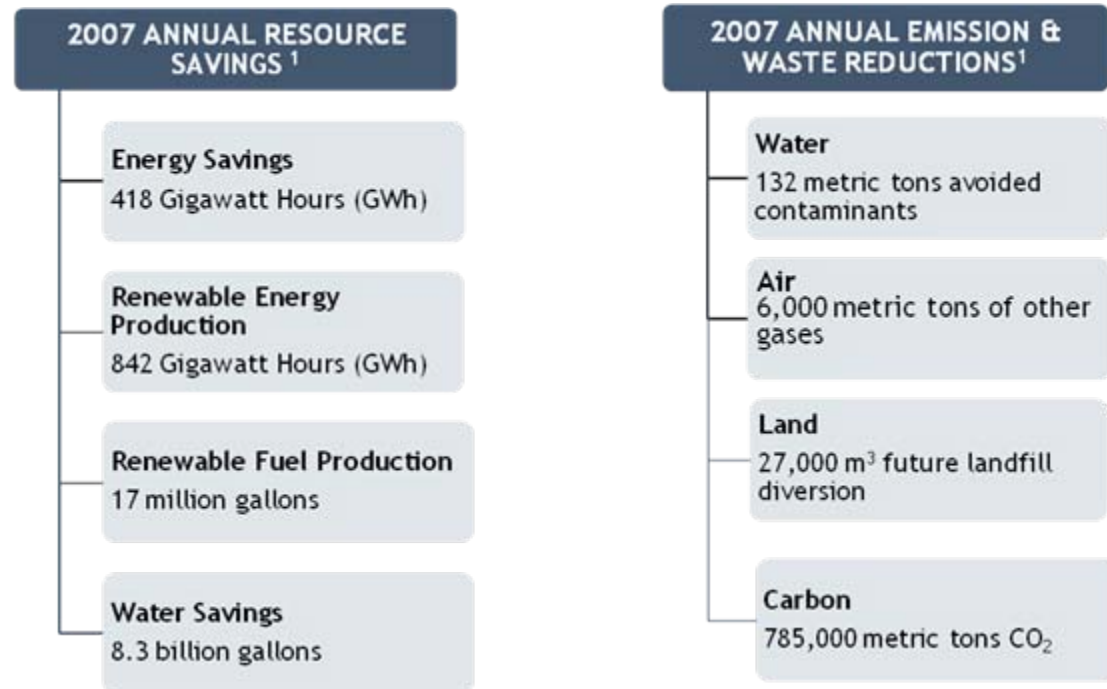 2007 ANNUAL RESOURCE
SAVINGS ¹
Energy Savings
418 Gigawatt Hours (GWh)
Renewable Energy
Production
842 Gigawatt Hours (GWh)
Renewable Fuel Production
17 million gallons
Water Savings
8.3 billion gallons
2007 ANNUAL EMISSION &
WASTE REDUCTIONS¹
Water
132 metric tons avoided
contaminants
Air
6,000 metric tons of other
gases
Land
27,000 m³ future landfill
diversion
Carbon
785,000 metric tons CO₂